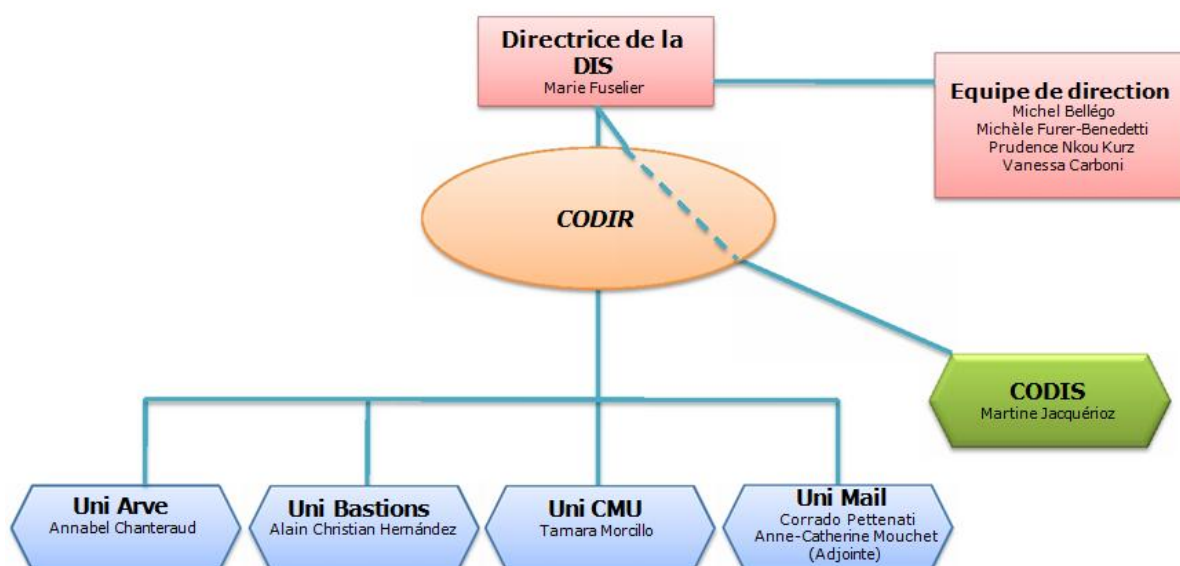 Directrice de la
DIS
Marie Fuselier
Equipe de direction
Michel Bellégo
Michèle Furer-Benedetti
Prudence Nkou Kurz
Vanessa Carboni
CODIR
CODIS
Martine Jacquérioz
Uni Arve
Annabel Chanteraud
Uni Bastions
Alain Christian Hernández
Uni CMU
Tamara Morcillo
Uni Mail
Corrado Pettenati
Anne-Catherine Mouchet
(Adjointe)